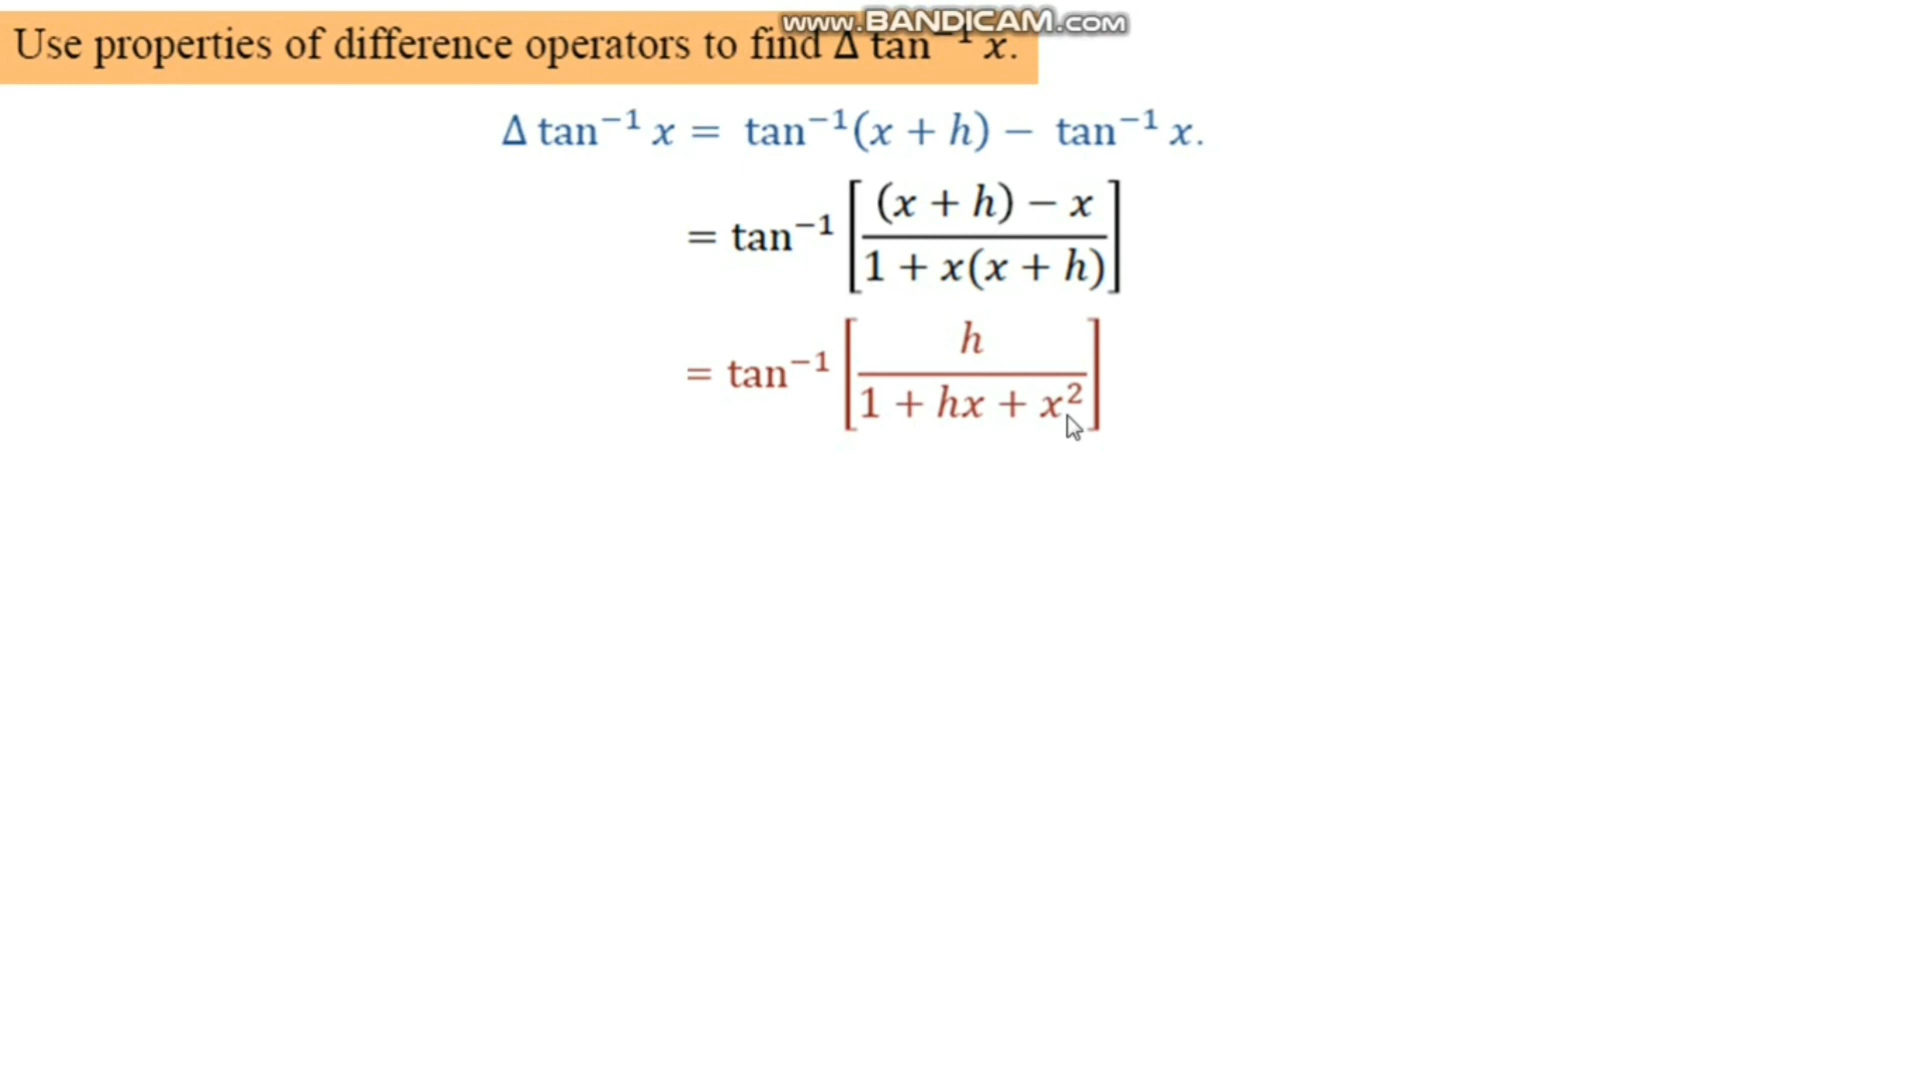 www.BANDICAM.com
Use properties of difference operators to find Δ tan⁻¹ x.
Δ tan⁻¹ x = tan⁻¹(x + h) − tan⁻¹ x.
= tan⁻¹ [((x + h) − x)/(1 + x(x + h))]
= tan⁻¹ [h/(1 + hx + x²)]